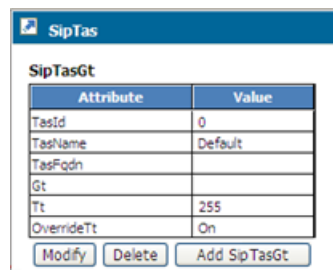 SipTas
SipTasGt
Attribute Value
TasId 0
TasName Default
TasFqdn
Gt
Tt 255
OverrideTt On
Modify Delete Add SipTasGt